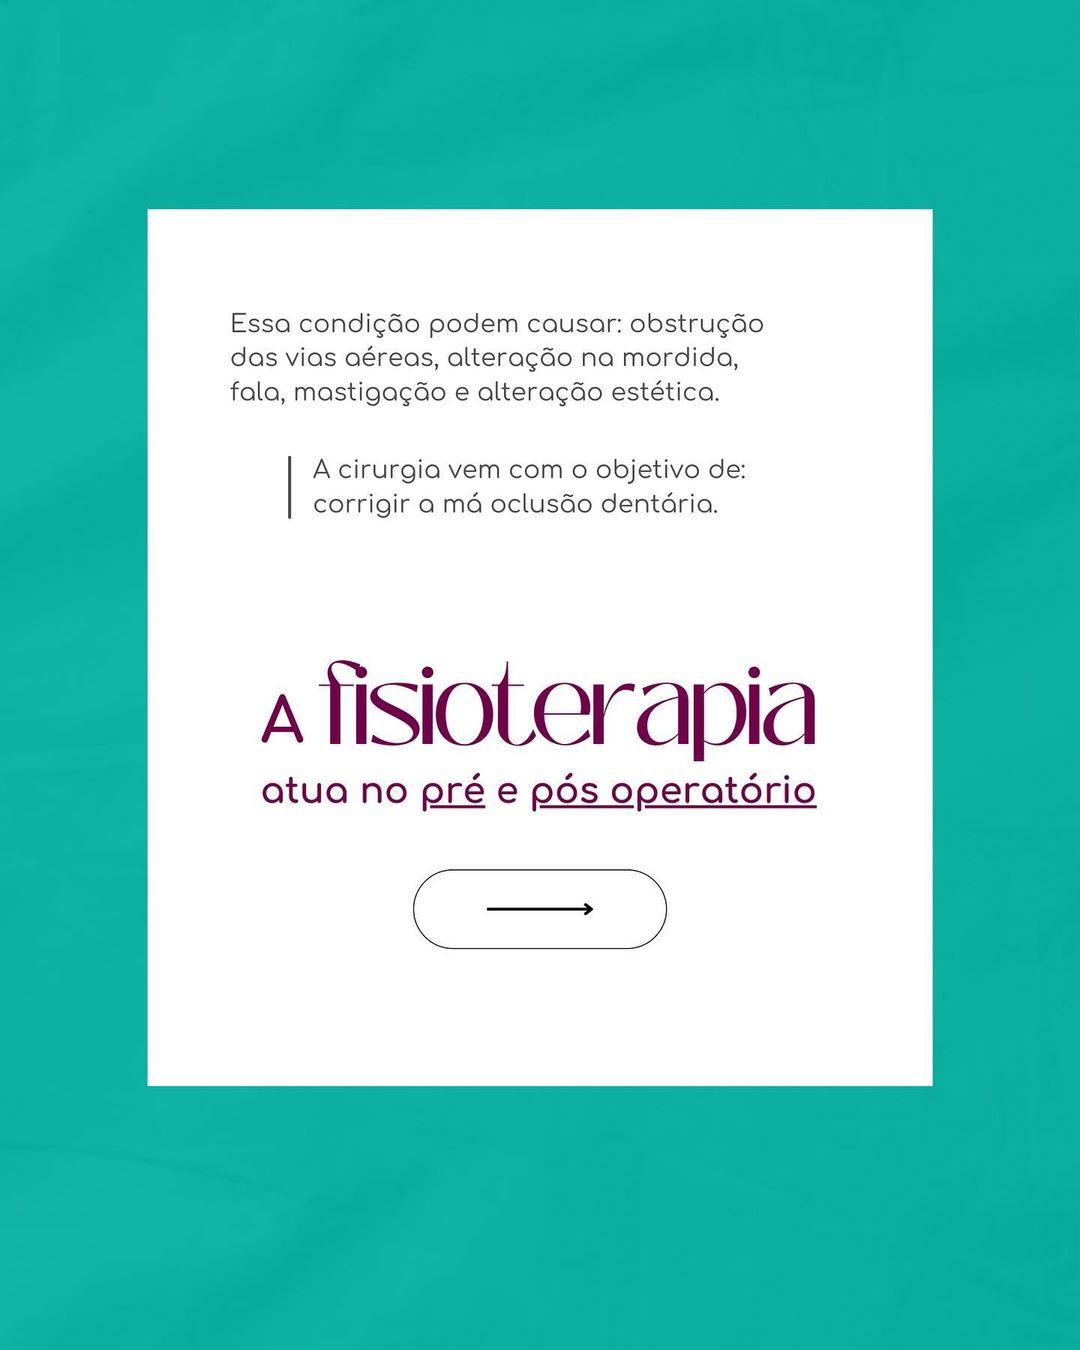 Essa condição podem causar: obstrução
das vias aéreas, alteração na mordida,
fala, mastigação e alteração estética.
A cirurgia vem com o objetivo de:
corrigir a má oclusão dentária.
A fisioterapia
atua no pré e pós operatório